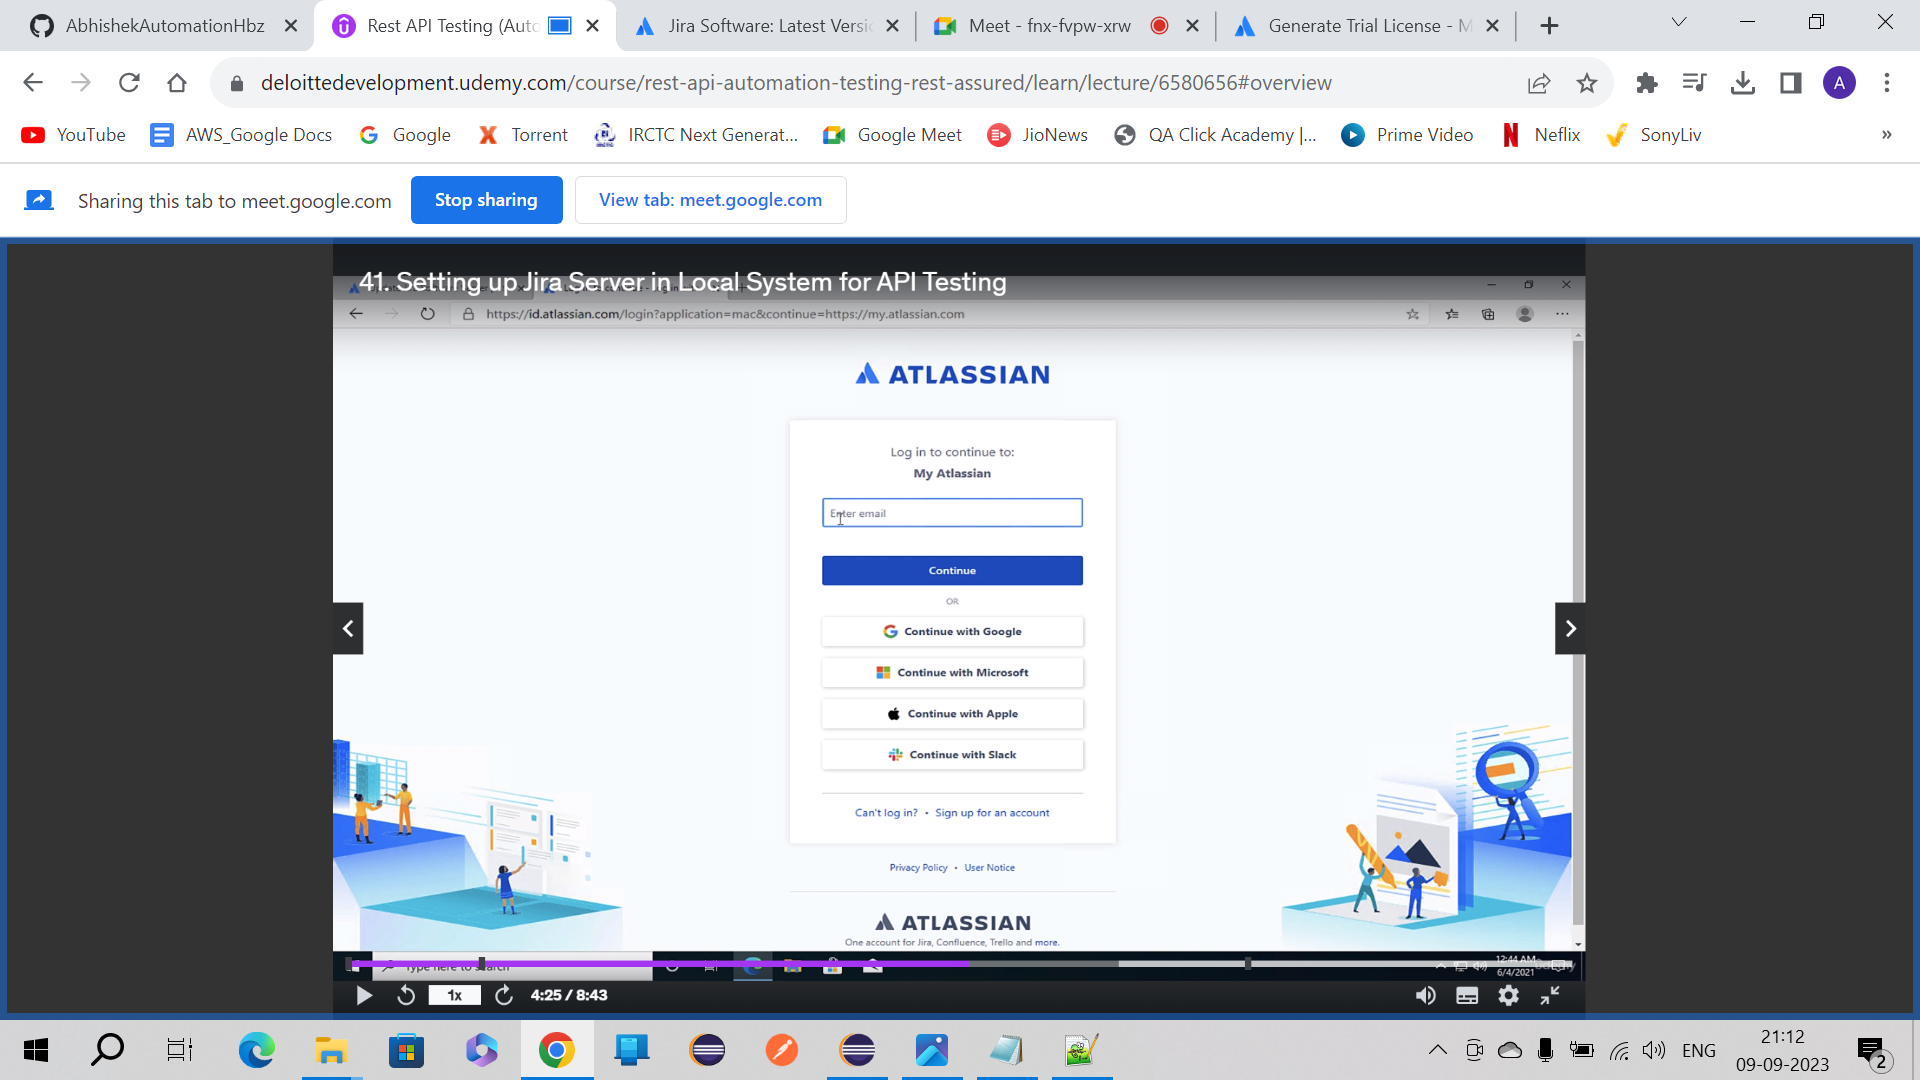 AbhishekAutomationHbz
Rest API Testing (Auto
Jira Software: Latest Versio
Meet - fnx-fvpw-xrw
Generate Trial License - M
deloittedevelopment.udemy.com/course/rest-api-automation-testing-rest-assured/learn/lecture/6580656#overview
A
YouTube
AWS_Google Docs
Google
Torrent
IRCTC Next Generat...
Google Meet
JioNews
QA Click Academy |...
Prime Video
Neflix
SonyLiv
»
Sharing this tab to meet.google.com
Stop sharing
View tab: meet.google.com
41. Setting up Jira Server in Local System for API Testing
https://id.atlassian.com/login?application=mac&continue=https://my.atlassian.com
ATLASSIAN
Log in to continue to:
My Atlassian
Enter email
Continue
OR
Continue with Google
Continue with Microsoft
Continue with Apple
Continue with Slack
Can't log in? • Sign up for an account
Privacy Policy • User Notice
ATLASSIAN
One account for Jira, Confluence, Trello and more.
Type here to search
12:44 AM
6/4/2021
1x
4:25 / 8:43
ENG
21:12
09-09-2023
2